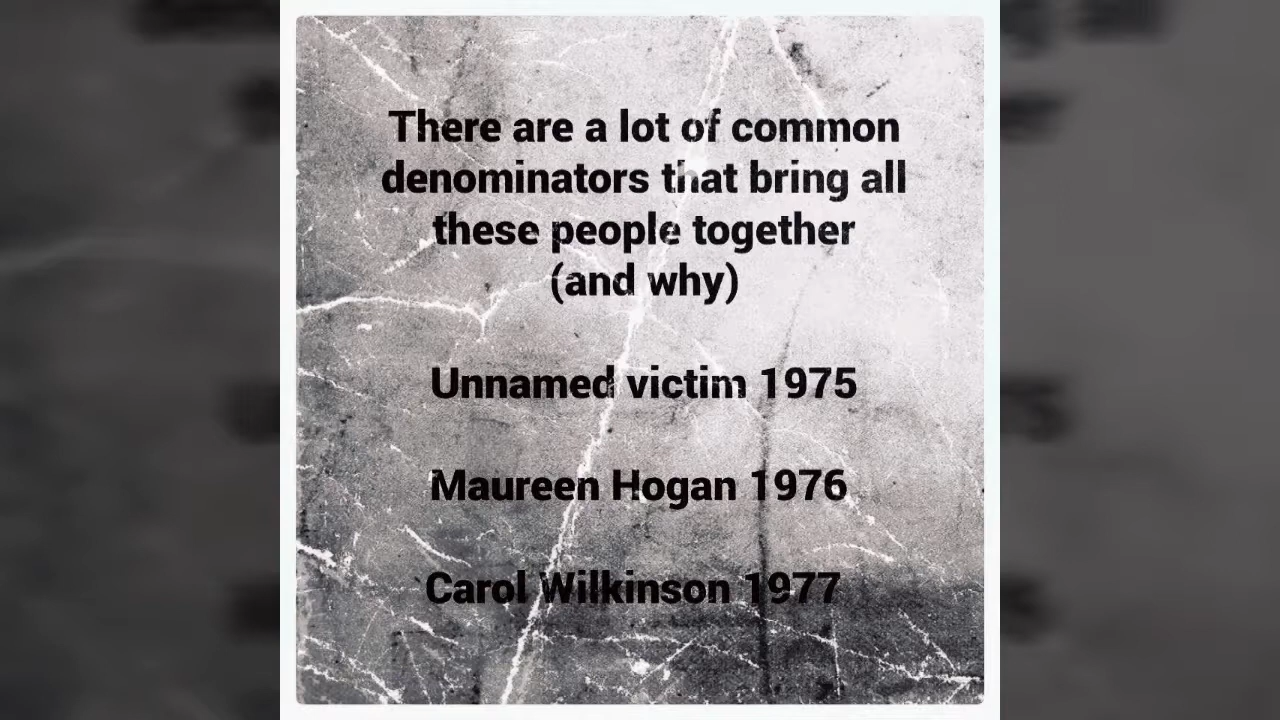 There are a lot of common
denominators that bring all
these people together
(and why)
Unnamed victim 1975
Maureen Hogan 1976
Carol Wilkinson 1977